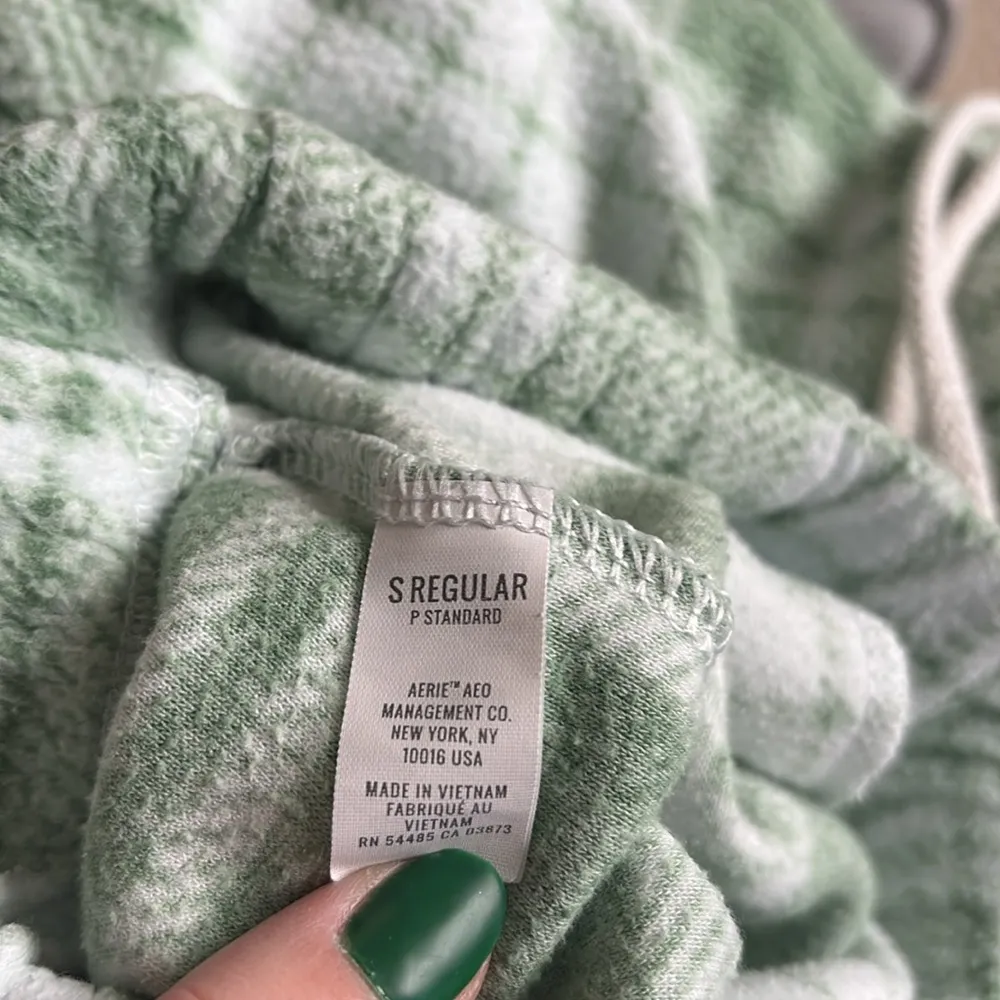 S REGULAR
P STANDARD
AERIE™ AEO
MANAGEMENT CO.
NEW YORK, NY
10016 USA
MADE IN VIETNAM
FABRIQUÉ AU
VIETNAM
RN 54485 CA 03873